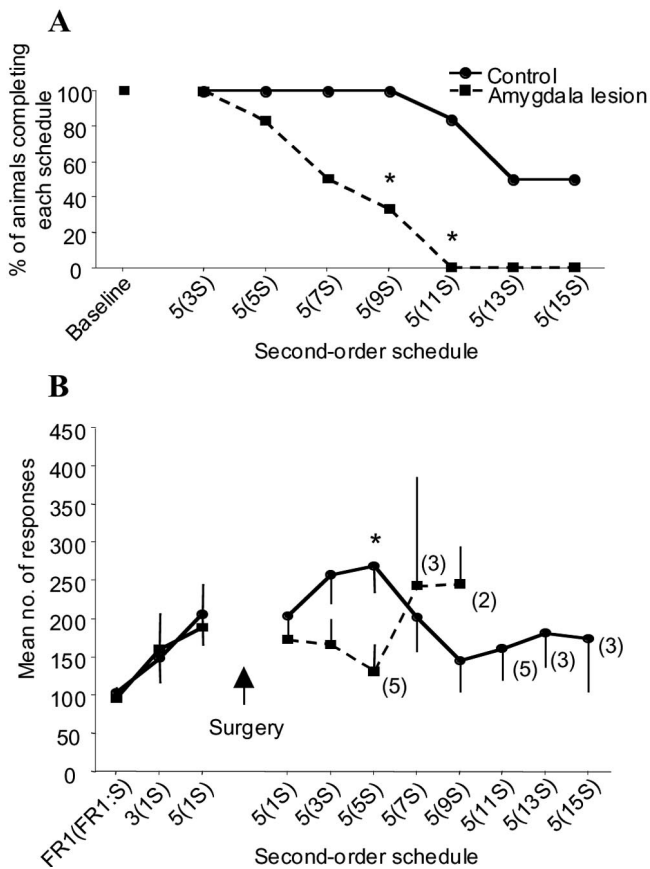 A
Control
Amygdala lesion
% of animals completing
each schedule
100
80
60
40
20
0
*
*
Baseline
5(3S)
5(5S)
5(7S)
5(9S)
5(11S)
5(13S)
5(15S)
Second-order schedule
B
Mean no. of responses
450
400
350
300
250
200
150
100
50
0
*
(3)
(2)
(5)
(5)
(3)
(3)
Surgery
FR1(FR1:S)
3(1S)
5(1S)
5(1S)
5(3S)
5(5S)
5(7S)
5(9S)
5(11S)
5(13S)
5(15S)
Second-order schedule